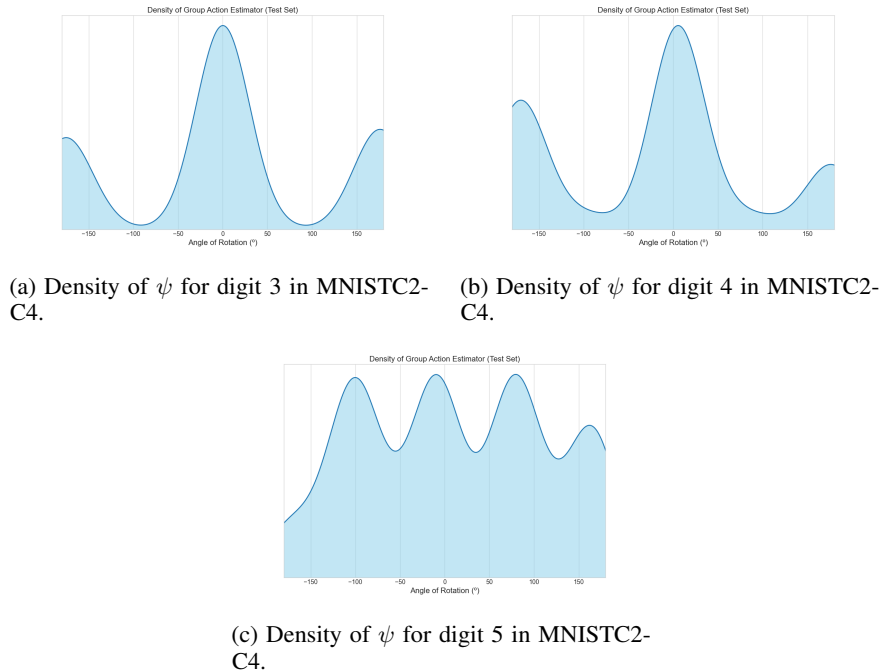 Density of Group Action Estimator (Test Set)
−150 −100 −50 0 50 100 150
Angle of Rotation (º)
(a) Density of ψ for digit 3 in MNISTC2-
C4.
Density of Group Action Estimator (Test Set)
−150 −100 −50 0 50 100 150
Angle of Rotation (º)
(b) Density of ψ for digit 4 in MNISTC2-
C4.
Density of Group Action Estimator (Test Set)
−150 −100 −50 0 50 100 150
Angle of Rotation (º)
(c) Density of ψ for digit 5 in MNISTC2-
C4.